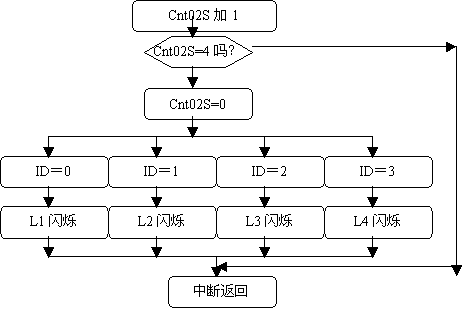 Cnt02S 加 1
Cnt02S=4 吗?
Cnt02S=0
ID＝0
ID＝1
ID＝2
ID＝3
L1 闪烁
L2 闪烁
L3 闪烁
L4 闪烁
中断返回